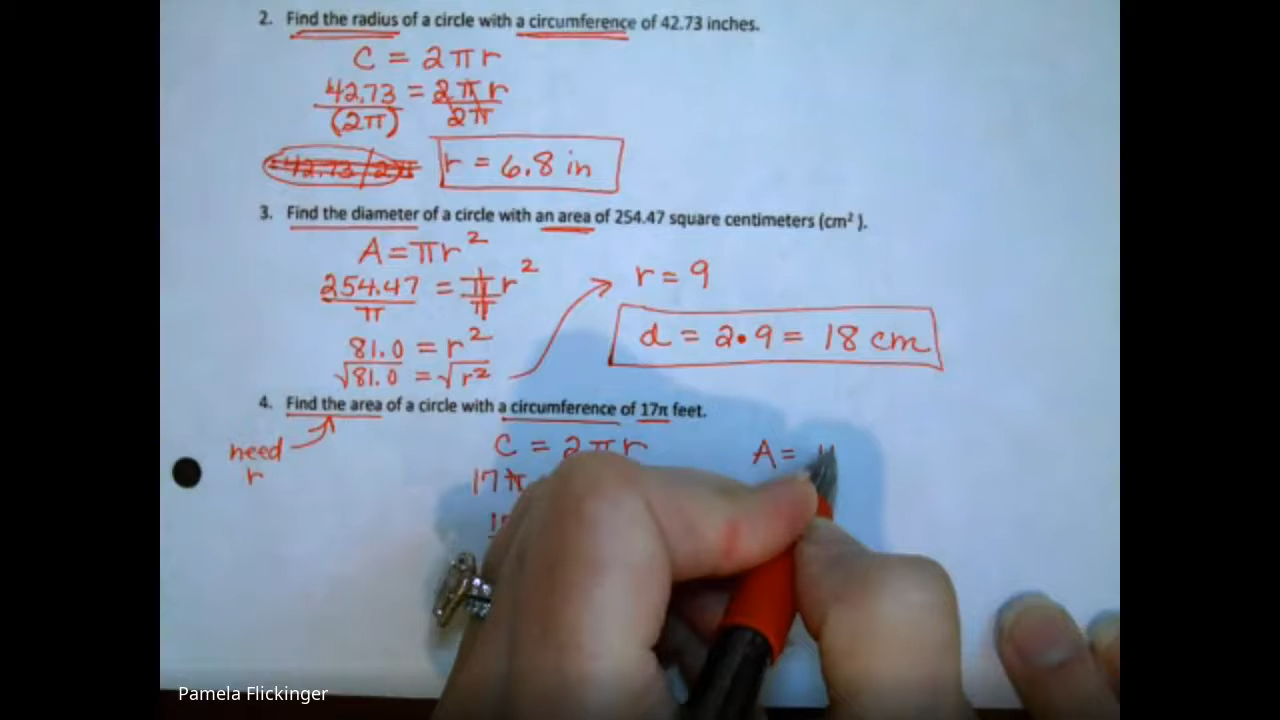 2. Find the radius of a circle with a circumference of 42.73 inches.
C = 2πr
42.73 = 2πr
(2π) 2π
r = 6.8 in
3. Find the diameter of a circle with an area of 254.47 square centimeters (cm²).
A = πr²
254.47 = πr²
π π
r = 9
81.0 = r²
d = 2•9 = 18 cm
√81.0 = √r²
4. Find the area of a circle with a circumference of 17π feet.
need
r
C = 2πr
A =
17π
Pamela Flickinger